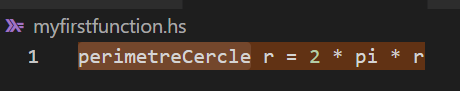 myfirstfunction.hs
1 perimetreCercle r = 2 * pi * r